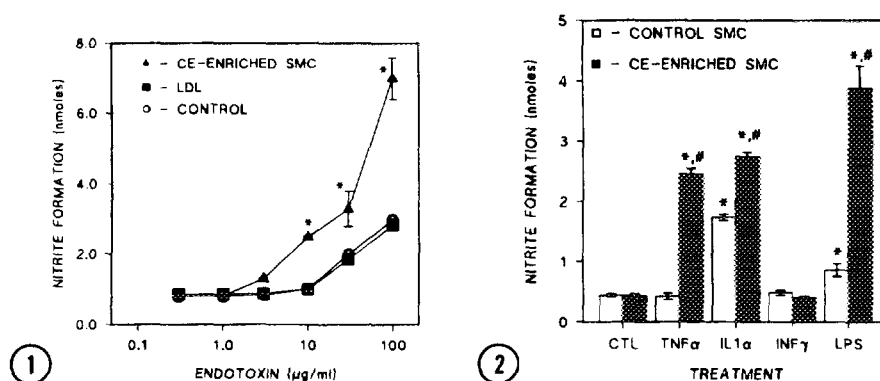 8.0
6.0
4.0
2.0
0.0
NITRITE FORMATION (nmoles)
- CE-ENRICHED SMC
- LDL
- CONTROL
*
*
*
0.1 1.0 10 100
ENDOTOXIN (µg/ml)
1
5
4
3
2
1
0
NITRITE FORMATION (nmoles)
- CONTROL SMC
- CE-ENRICHED SMC
*,#
*
*,#
*
*,#
CTL TNFα IL1α INFγ LPS
TREATMENT
2